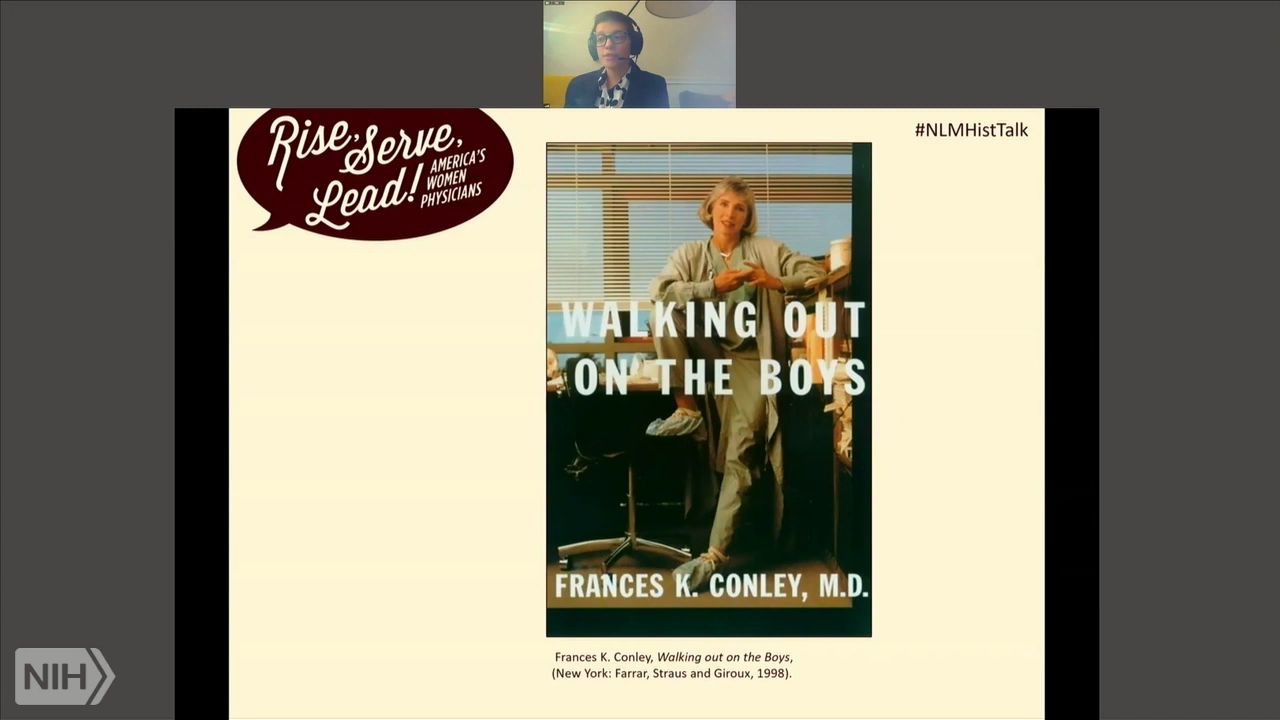 Rise, Serve,
Lead!
AMERICA'S
WOMEN
PHYSICIANS
#NLMHistTalk
WALKING OUT
ON THE BOYS
FRANCES K. CONLEY, M.D.
Frances K. Conley, Walking out on the Boys,
(New York: Farrar, Straus and Giroux, 1998).
NIH